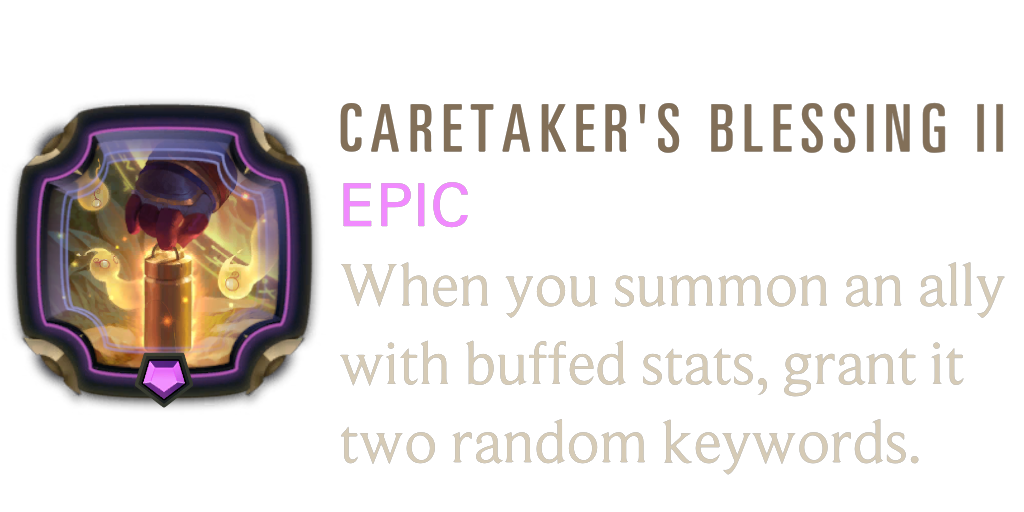 CARETAKER'S BLESSING II
EPIC
When you summon an ally
with buffed stats, grant it
two random keywords.